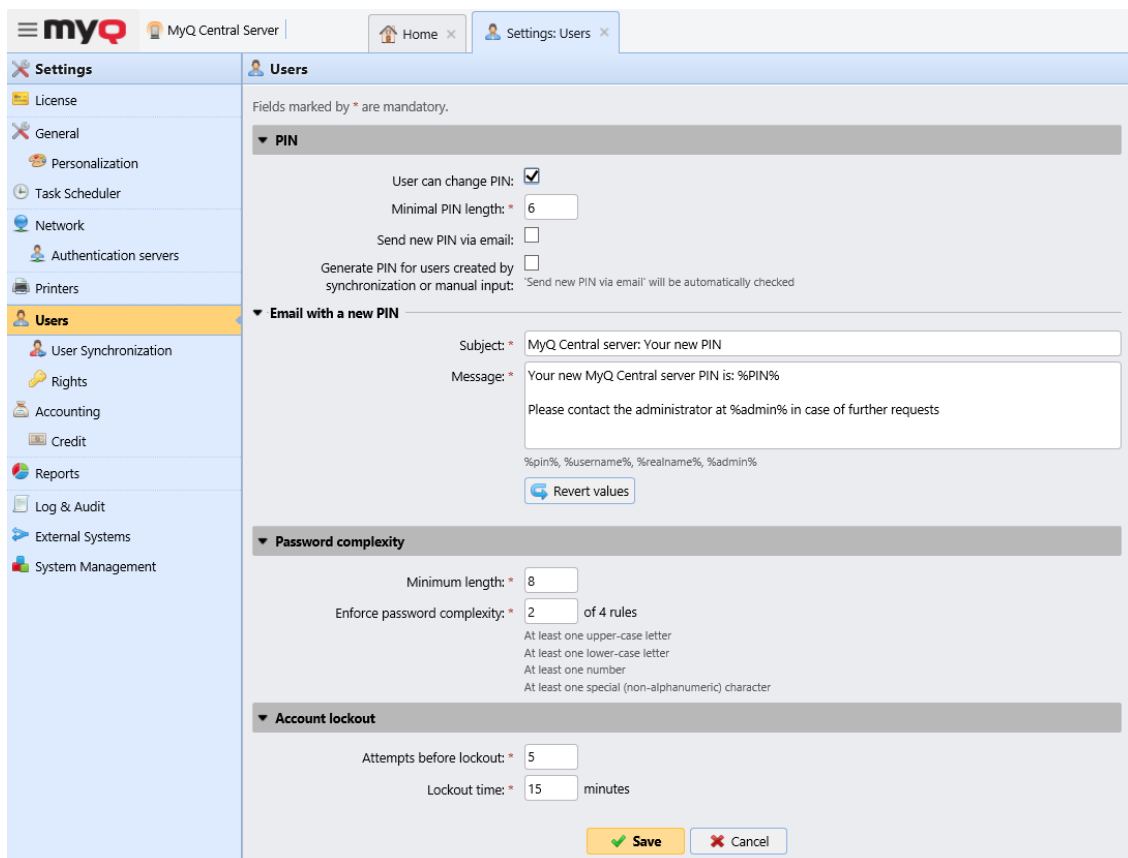 myQ MyQ Central Server Home Settings: Users
Settings
License
General
Personalization
Task Scheduler
Network
Authentication servers
Printers
Users
User Synchronization
Rights
Accounting
Credit
Reports
Log & Audit
External Systems
System Management
Users
Fields marked by * are mandatory.
PIN
User can change PIN:
Minimal PIN length: * 6
Send new PIN via email:
Generate PIN for users created by
synchronization or manual input: 'Send new PIN via email' will be automatically checked
Email with a new PIN
Subject: * MyQ Central server: Your new PIN
Message: * Your new MyQ Central server PIN is: %PIN%
Please contact the administrator at %admin% in case of further requests
%pin%, %username%, %realname%, %admin%
Revert values
Password complexity
Minimum length: * 8
Enforce password complexity: * 2 of 4 rules
At least one upper-case letter
At least one lower-case letter
At least one number
At least one special (non-alphanumeric) character
Account lockout
Attempts before lockout: * 5
Lockout time: * 15 minutes
Save Cancel